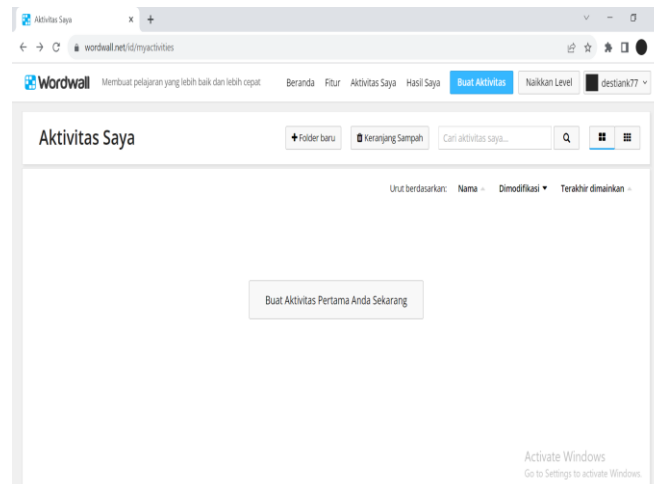 Aktivitas Saya
wordwall.net/id/myactivities
Wordwall Membuat pelajaran yang lebih baik dan lebih cepat Beranda Fitur Aktivitas Saya Hasil Saya Buat Aktivitas Naikkan Level destiank77
Aktivitas Saya + Folder baru Keranjang Sampah Cari aktivitas saya...
Urut berdasarkan: Nama Dimodifikasi Terakhir dimainkan
Buat Aktivitas Pertama Anda Sekarang
Activate Windows
Go to Settings to activate Windows.